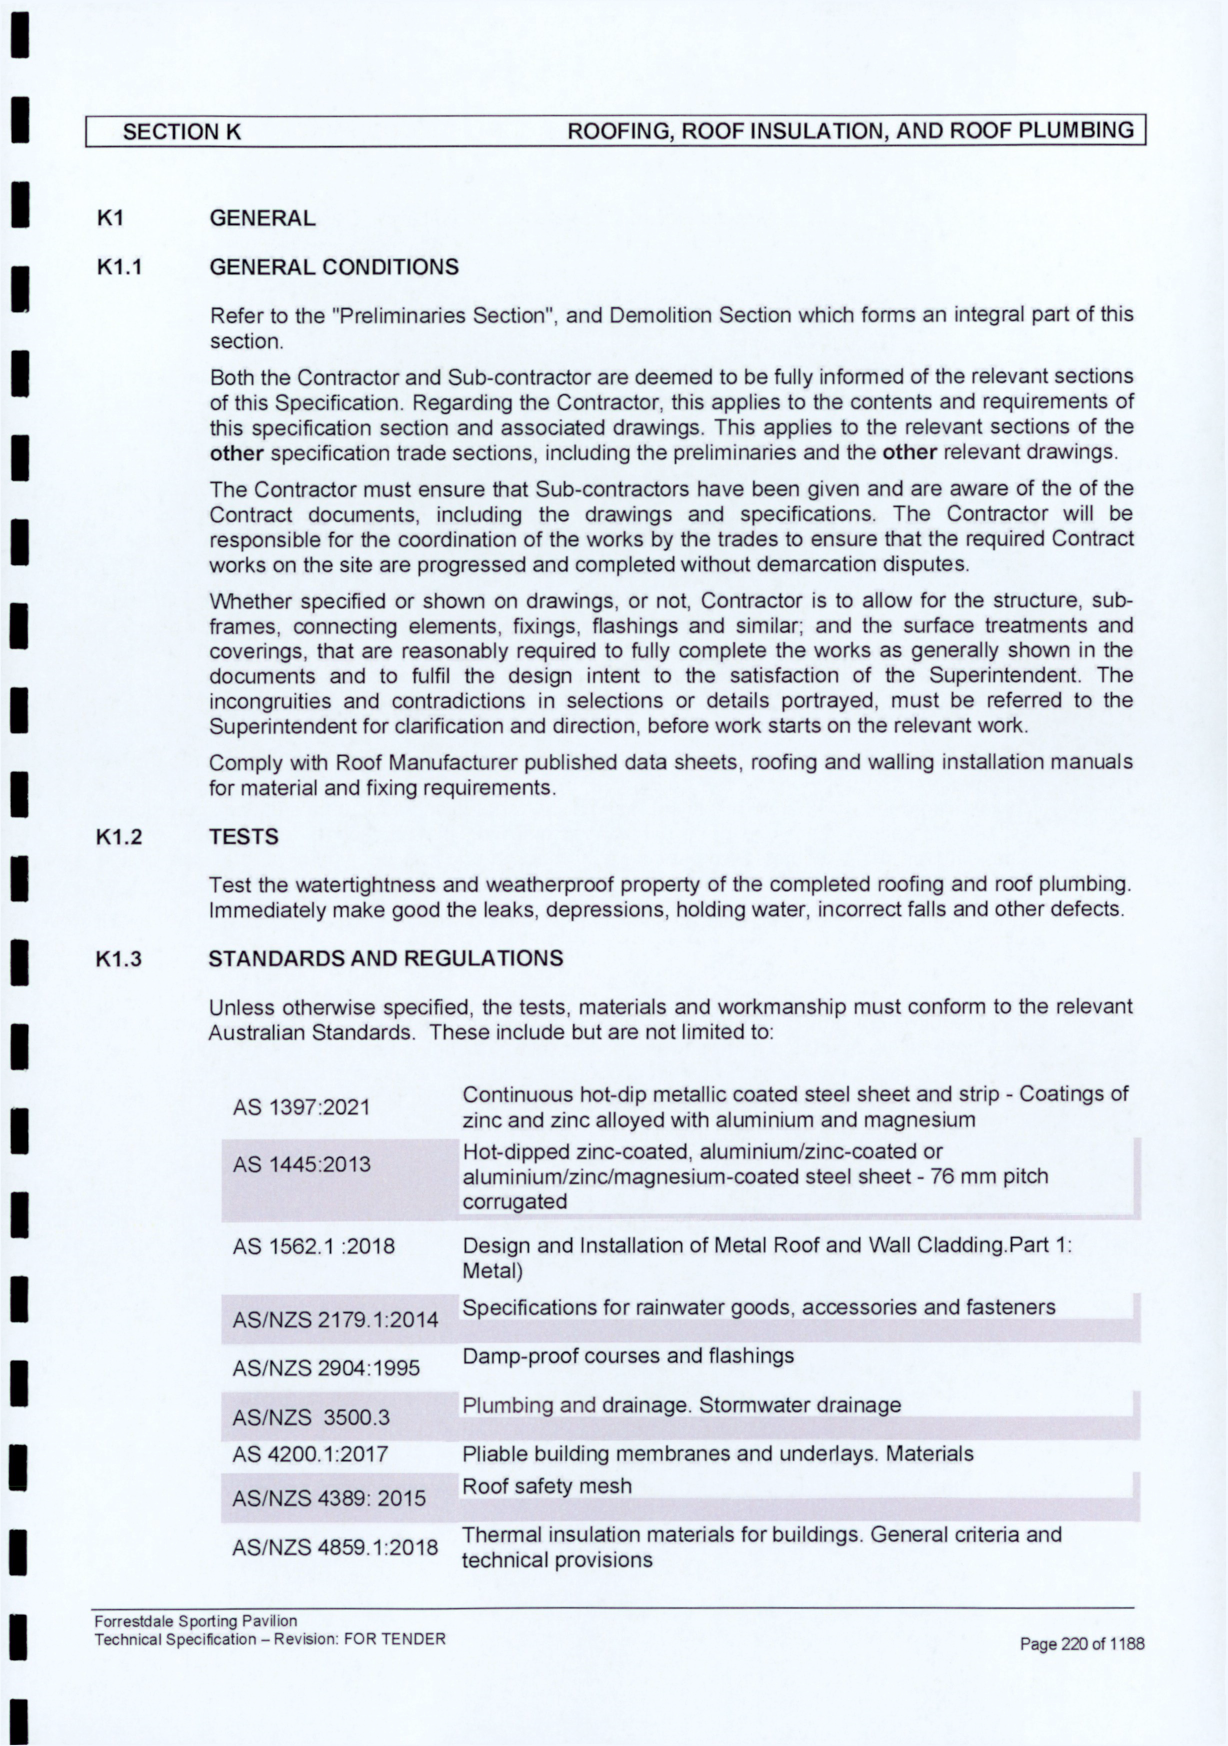 SECTION K ROOFING, ROOF INSULATION, AND ROOF PLUMBING
K1 GENERAL
K1.1 GENERAL CONDITIONS
Refer to the "Preliminaries Section", and Demolition Section which forms an integral part of this
section.
Both the Contractor and Sub-contractor are deemed to be fully informed of the relevant sections
of this Specification. Regarding the Contractor, this applies to the contents and requirements of
this specification section and associated drawings. This applies to the relevant sections of the
other specification trade sections, including the preliminaries and the other relevant drawings.
The Contractor must ensure that Sub-contractors have been given and are aware of the of the
Contract documents, including the drawings and specifications. The Contractor will be
responsible for the coordination of the works by the trades to ensure that the required Contract
works on the site are progressed and completed without demarcation disputes.
Whether specified or shown on drawings, or not, Contractor is to allow for the structure, sub-
frames, connecting elements, fixings, flashings and similar; and the surface treatments and
coverings, that are reasonably required to fully complete the works as generally shown in the
documents and to fulfil the design intent to the satisfaction of the Superintendent. The
incongruities and contradictions in selections or details portrayed, must be referred to the
Superintendent for clarification and direction, before work starts on the relevant work.
Comply with Roof Manufacturer published data sheets, roofing and walling installation manuals
for material and fixing requirements.
K1.2 TESTS
Test the watertightness and weatherproof property of the completed roofing and roof plumbing.
Immediately make good the leaks, depressions, holding water, incorrect falls and other defects.
K1.3 STANDARDS AND REGULATIONS
Unless otherwise specified, the tests, materials and workmanship must conform to the relevant
Australian Standards. These include but are not limited to:
AS 1397:2021 Continuous hot-dip metallic coated steel sheet and strip - Coatings of
zinc and zinc alloyed with aluminium and magnesium
AS 1445:2013 Hot-dipped zinc-coated, aluminium/zinc-coated or
aluminium/zinc/magnesium-coated steel sheet - 76 mm pitch
corrugated
AS 1562.1 :2018 Design and Installation of Metal Roof and Wall Cladding.Part 1:
Metal)
AS/NZS 2179.1:2014 Specifications for rainwater goods, accessories and fasteners
AS/NZS 2904:1995 Damp-proof courses and flashings
AS/NZS 3500.3 Plumbing and drainage. Stormwater drainage
AS 4200.1:2017 Pliable building membranes and underlays. Materials
AS/NZS 4389: 2015 Roof safety mesh
AS/NZS 4859.1:2018 Thermal insulation materials for buildings. General criteria and
technical provisions
Forrestdale Sporting Pavilion
Technical Specification – Revision: FOR TENDER
Page 220 of 1188